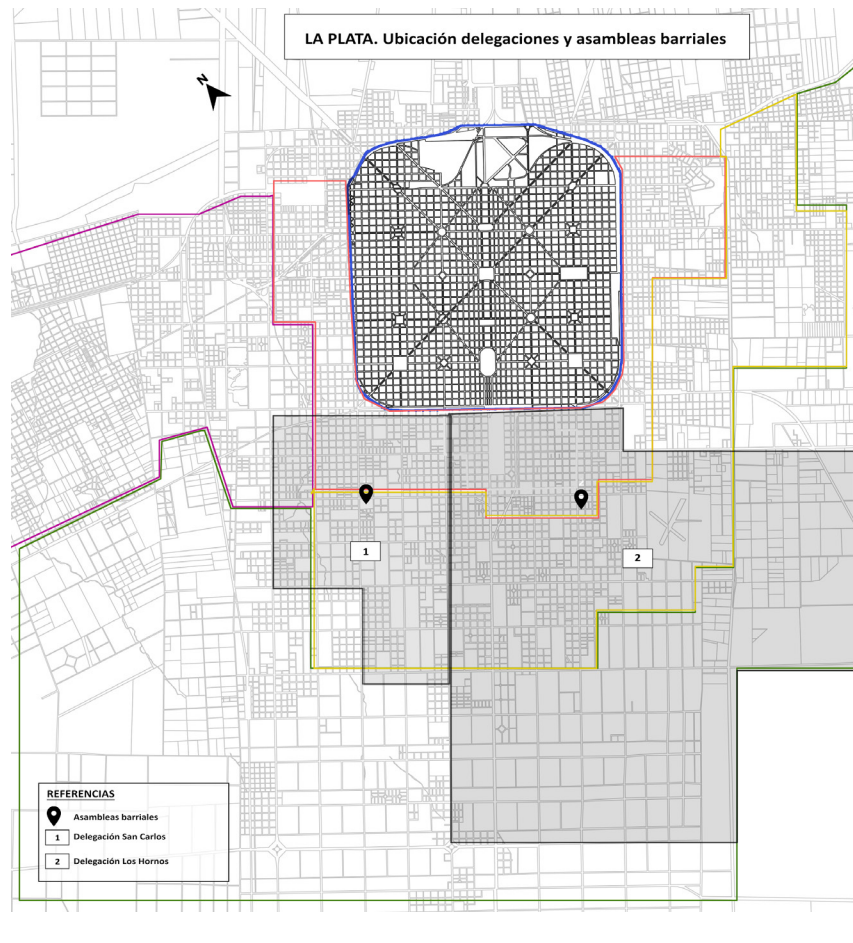 LA PLATA. Ubicación delegaciones y asambleas barriales
N
1
2
REFERENCIAS
Asambleas barriales
1 Delegación San Carlos
2 Delegación Los Hornos